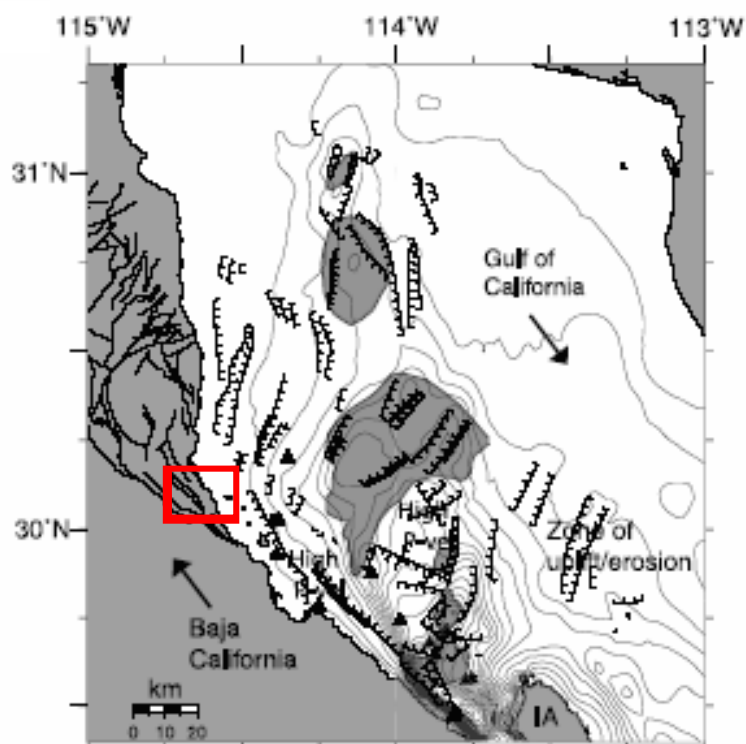 115˚W
114˚W
113˚W
31˚N
Gulf of
California
30˚N
High
P-ve
Zone of
uplift/erosion
High
Baja
California
km
0 10 20
IA